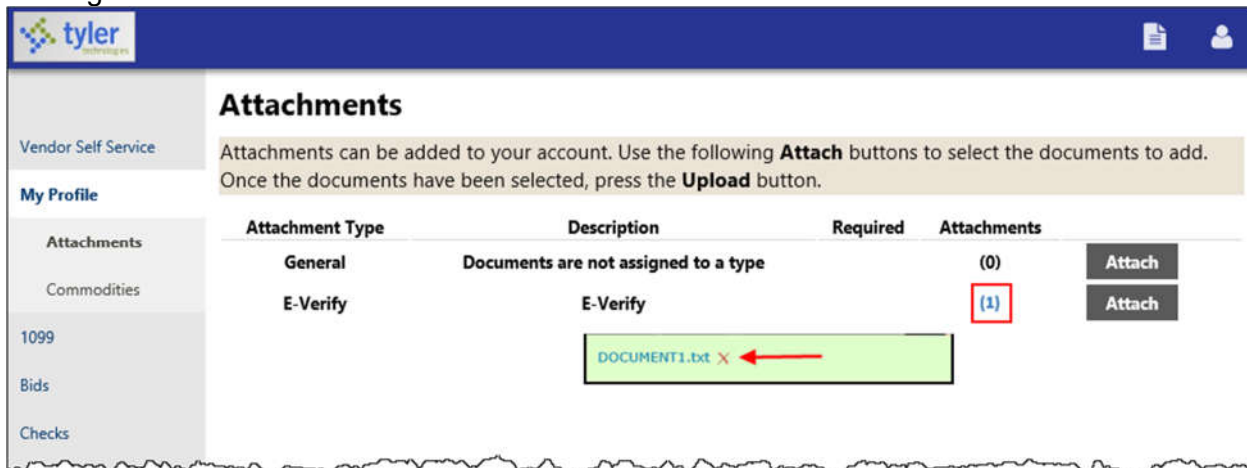 tyler
technologies
Attachments
Vendor Self Service
Attachments can be added to your account. Use the following Attach buttons to select the documents to add.
Once the documents have been selected, press the Upload button.
My Profile
Attachment Type Description Required Attachments
Attachments
General Documents are not assigned to a type (0) Attach
Commodities
E-Verify E-Verify (1) Attach
1099
DOCUMENT1.txt X
Bids
Checks